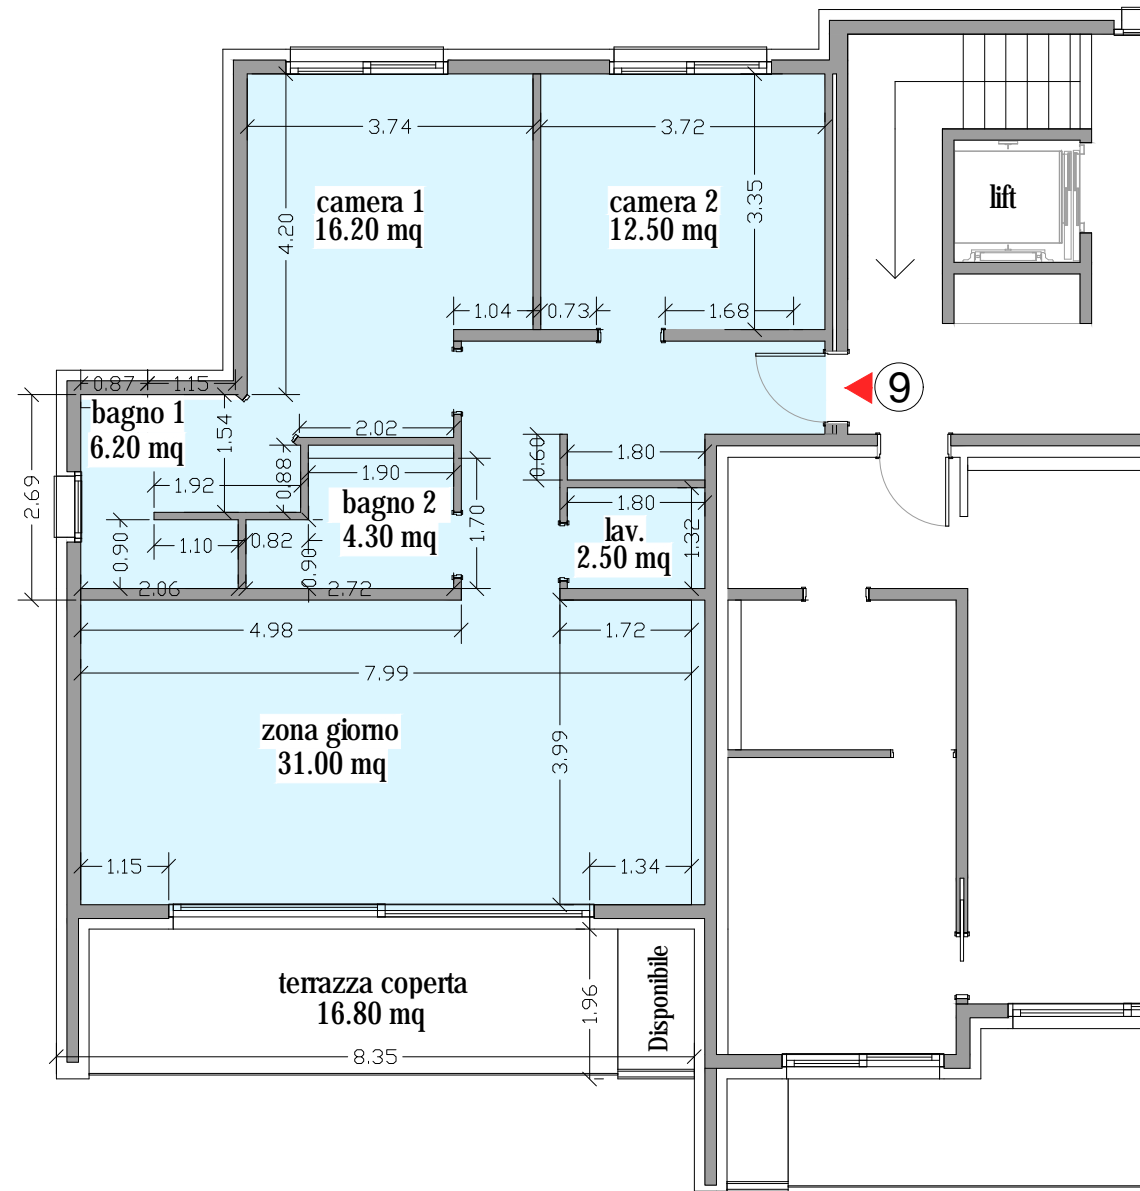 3.74
3.72
camera 1
16.20 mq
camera 2
12.50 mq
lift
4.20
3.35
1.04
0.73
1.68
9
0.87
1.15
bagno 1
6.20 mq
1.54
2.02
0.60
1.80
2.69
1.92
0.88
1.90
1.80
bagno 2
4.30 mq
1.70
lav.
2.50 mq
1.32
0.90
1.10
0.82
0.90
2.06
2.72
4.98
1.72
7.99
zona giorno
31.00 mq
3.99
1.15
1.34
terrazza coperta
16.80 mq
1.96
Disponibile
8.35